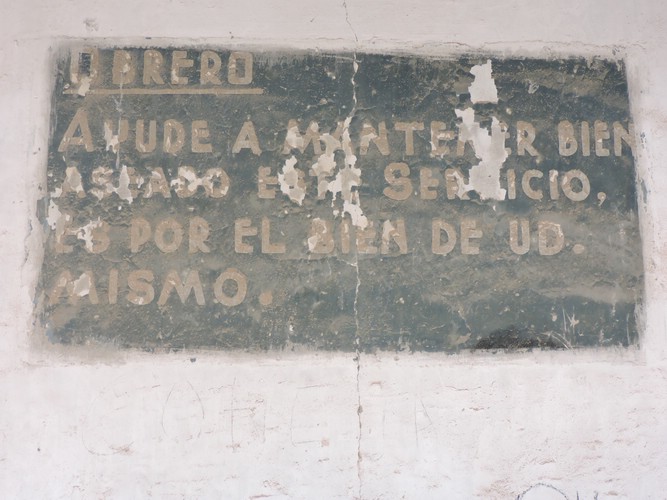 OBRERO
AYUDE A MANTENER BIEN
ASEADO ESTE SERVICIO,
ES POR EL BIEN DE UD.
MISMO.